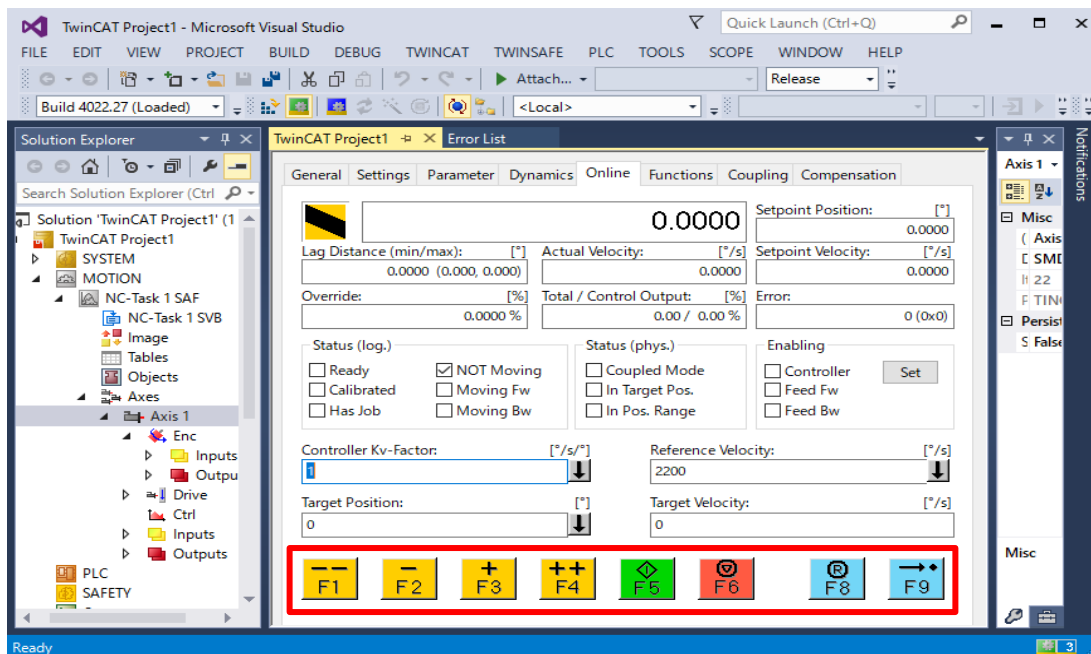 TwinCAT Project1 - Microsoft Visual Studio
Quick Launch (Ctrl+Q)
FILE EDIT VIEW PROJECT BUILD DEBUG TWINCAT TWINSAFE PLC TOOLS SCOPE WINDOW HELP
Attach... Release
Build 4022.27 (Loaded) <Local>
Solution Explorer
Search Solution Explorer (Ctrl
Solution 'TwinCAT Project1' (1
TwinCAT Project1
SYSTEM
MOTION
NC-Task 1 SAF
NC-Task 1 SVB
Image
Tables
Objects
Axes
Axis 1
Enc
Inputs
Outpu
Drive
Ctrl
Inputs
Outputs
PLC
SAFETY
TwinCAT Project1 Error List
General Settings Parameter Dynamics Online Functions Coupling Compensation
0.0000
Setpoint Position: [°]
0.0000
Lag Distance (min/max): [°] Actual Velocity: [°/s] Setpoint Velocity: [°/s]
0.0000 (0.000, 0.000) 0.0000 0.0000
Override: [%] Total / Control Output: [%] Error:
0.0000 % 0.00 / 0.00 % 0 (0x0)
Status (log.) Status (phys.) Enabling
Ready NOT Moving Coupled Mode Controller Set
Calibrated Moving Fw In Target Pos. Feed Fw
Has Job Moving Bw In Pos. Range Feed Bw
Controller Kv-Factor: [°/s/°] Reference Velocity: [°/s]
1 2200
Target Position: [°] Target Velocity: [°/s]
0 0
-- - + ++ R
F1 F2 F3 F4 F5 F6 F8 F9
Axis 1
Misc
( Axis
SMI
22
F TIN
Persist
S False
Misc
Notifications
Ready 3